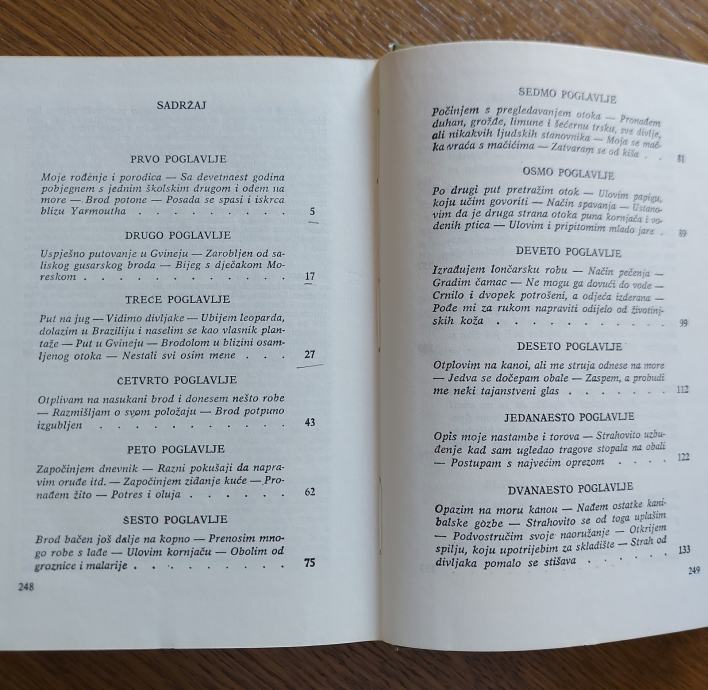 SADRŽAJ
PRVO POGLAVLJE
Moje rođenje i porodica — Sa devetnaest godina
pobjegnem s jednim školskim drugom i odem na
more — Brod potone — Posada se spasi i iskrca
blizu Yarmoutha . . . . . . . . . 5
DRUGO POGLAVLJE
Uspješno putovanje u Gvineju — Zarobljen od sa-
liskog gusarskog broda — Bijeg s dječakom Mo-
reskom . . . . . . . . . . . 17
TREĆE POGLAVLJE
Put na jug — Vidimo divljake — Ubijem leoparda,
dolazim u Braziliju i naselim se kao vlasnik plan-
taže — Put u Gvineju — Brodolom u blizini osam-
ljenog otoka — Nestali svi osim mene . . . 27
ČETVRTO POGLAVLJE
Otplivam na nasukani brod i donesem nešto robe
— Razmišljam o svom položaju — Brod potpuno
izgubljen . . . . . . . . . . 43
PETO POGLAVLJE
Započinjem dnevnik — Razni pokušaji da napra-
vim oruđe itd. — Započinjem zidanje kuće — Pro-
nađem žito — Potres i oluja . . . . . . 62
ŠESTO POGLAVLJE
Brod bačen još dalje na kopno — Prenosim mno-
go robe s lađe — Ulovim kornjaču — Obolim od
groznice i malarije . . . . . . . . . 75
248
SEDMO POGLAVLJE
Počinjem s pregledavanjem otoka — Pronađem
duhan, grožđe, limune i šećernu trsku, sve divlje,
ali nikakvih ljudskih stanovnika — Moja se mač-
ka vraća s mačićima — Zatvaram se od kiša . . 81
OSMO POGLAVLJE
Po drugi put pretražim otok — Ulovim papigu,
koju učim govoriti — Način spavanja — Ustano-
vim da je druga strana otoka puna kornjača i vo-
denih ptica — Ulovim i pripitomim mlado jare . 89
DEVETO POGLAVLJE
Izrađujem lončarsku robu — Način pečenja —
Gradim čamac — Ne mogu ga dovući do vode —
Crnilo i dvopek potrošeni, a odjeća izderana —
Pođe mi za rukom napraviti odijelo od životinj-
skih koža . . . . . . . . . 99
DESETO POGLAVLJE
Otplovim na kanoi, ali me struja odnese na more
— Jedva se dočepam obale — Zaspem, a probudi
me neki tajanstveni glas . . . . . . . 112
JEDANAESTO POGLAVLJE
Opis moje nastambe i torova — Strahovito uzbu-
đenje kad sam ugledao tragove stopala na obali
— Postupam s najvećim oprezom . . . . 122
DVANAESTO POGLAVLJE
Opazim na moru kanou — Nađem ostatke kani-
balske gozbe — Strahovito se od toga uplašim
— Podvostručim svoje naoružanje — Otkrijem
spilju, koju upotrijebim za skladište — Strah od
divljaka pomalo se stišava . . . . . . 133
249